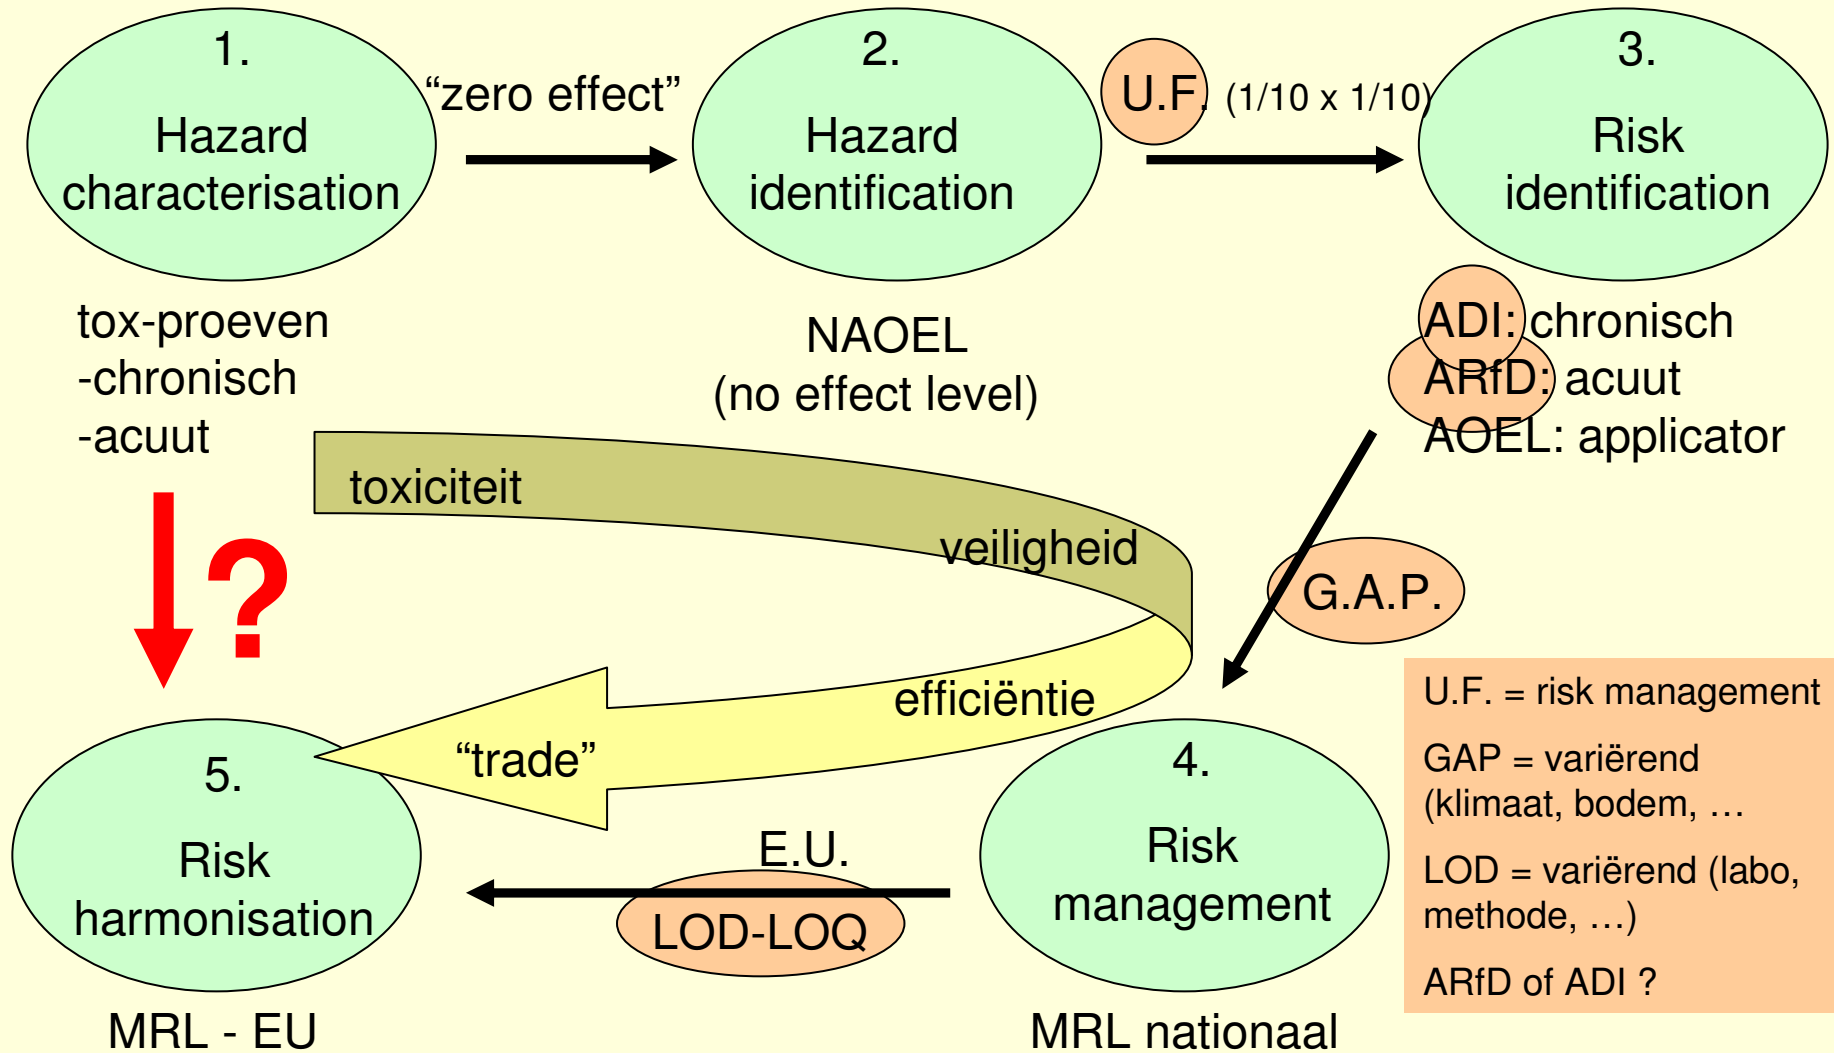 1.
Hazard
characterisation
“zero effect”
2.
Hazard
identification
U.F. (1/10 x 1/10)
3.
Risk
identification
tox-proeven
-chronisch
-acuut
NAOEL
(no effect level)
ADI: chronisch
ARfD: acuut
AOEL: applicator
toxiciteit
veiligheid
?
G.A.P.
efficiëntie
“trade”
5.
Risk
harmonisation
MRL - EU
E.U.
LOD-LOQ
4.
Risk
management
MRL nationaal
U.F. = risk management
GAP = variërend
(klimaat, bodem, …
LOD = variërend (labo,
methode, …)
ARfD of ADI ?